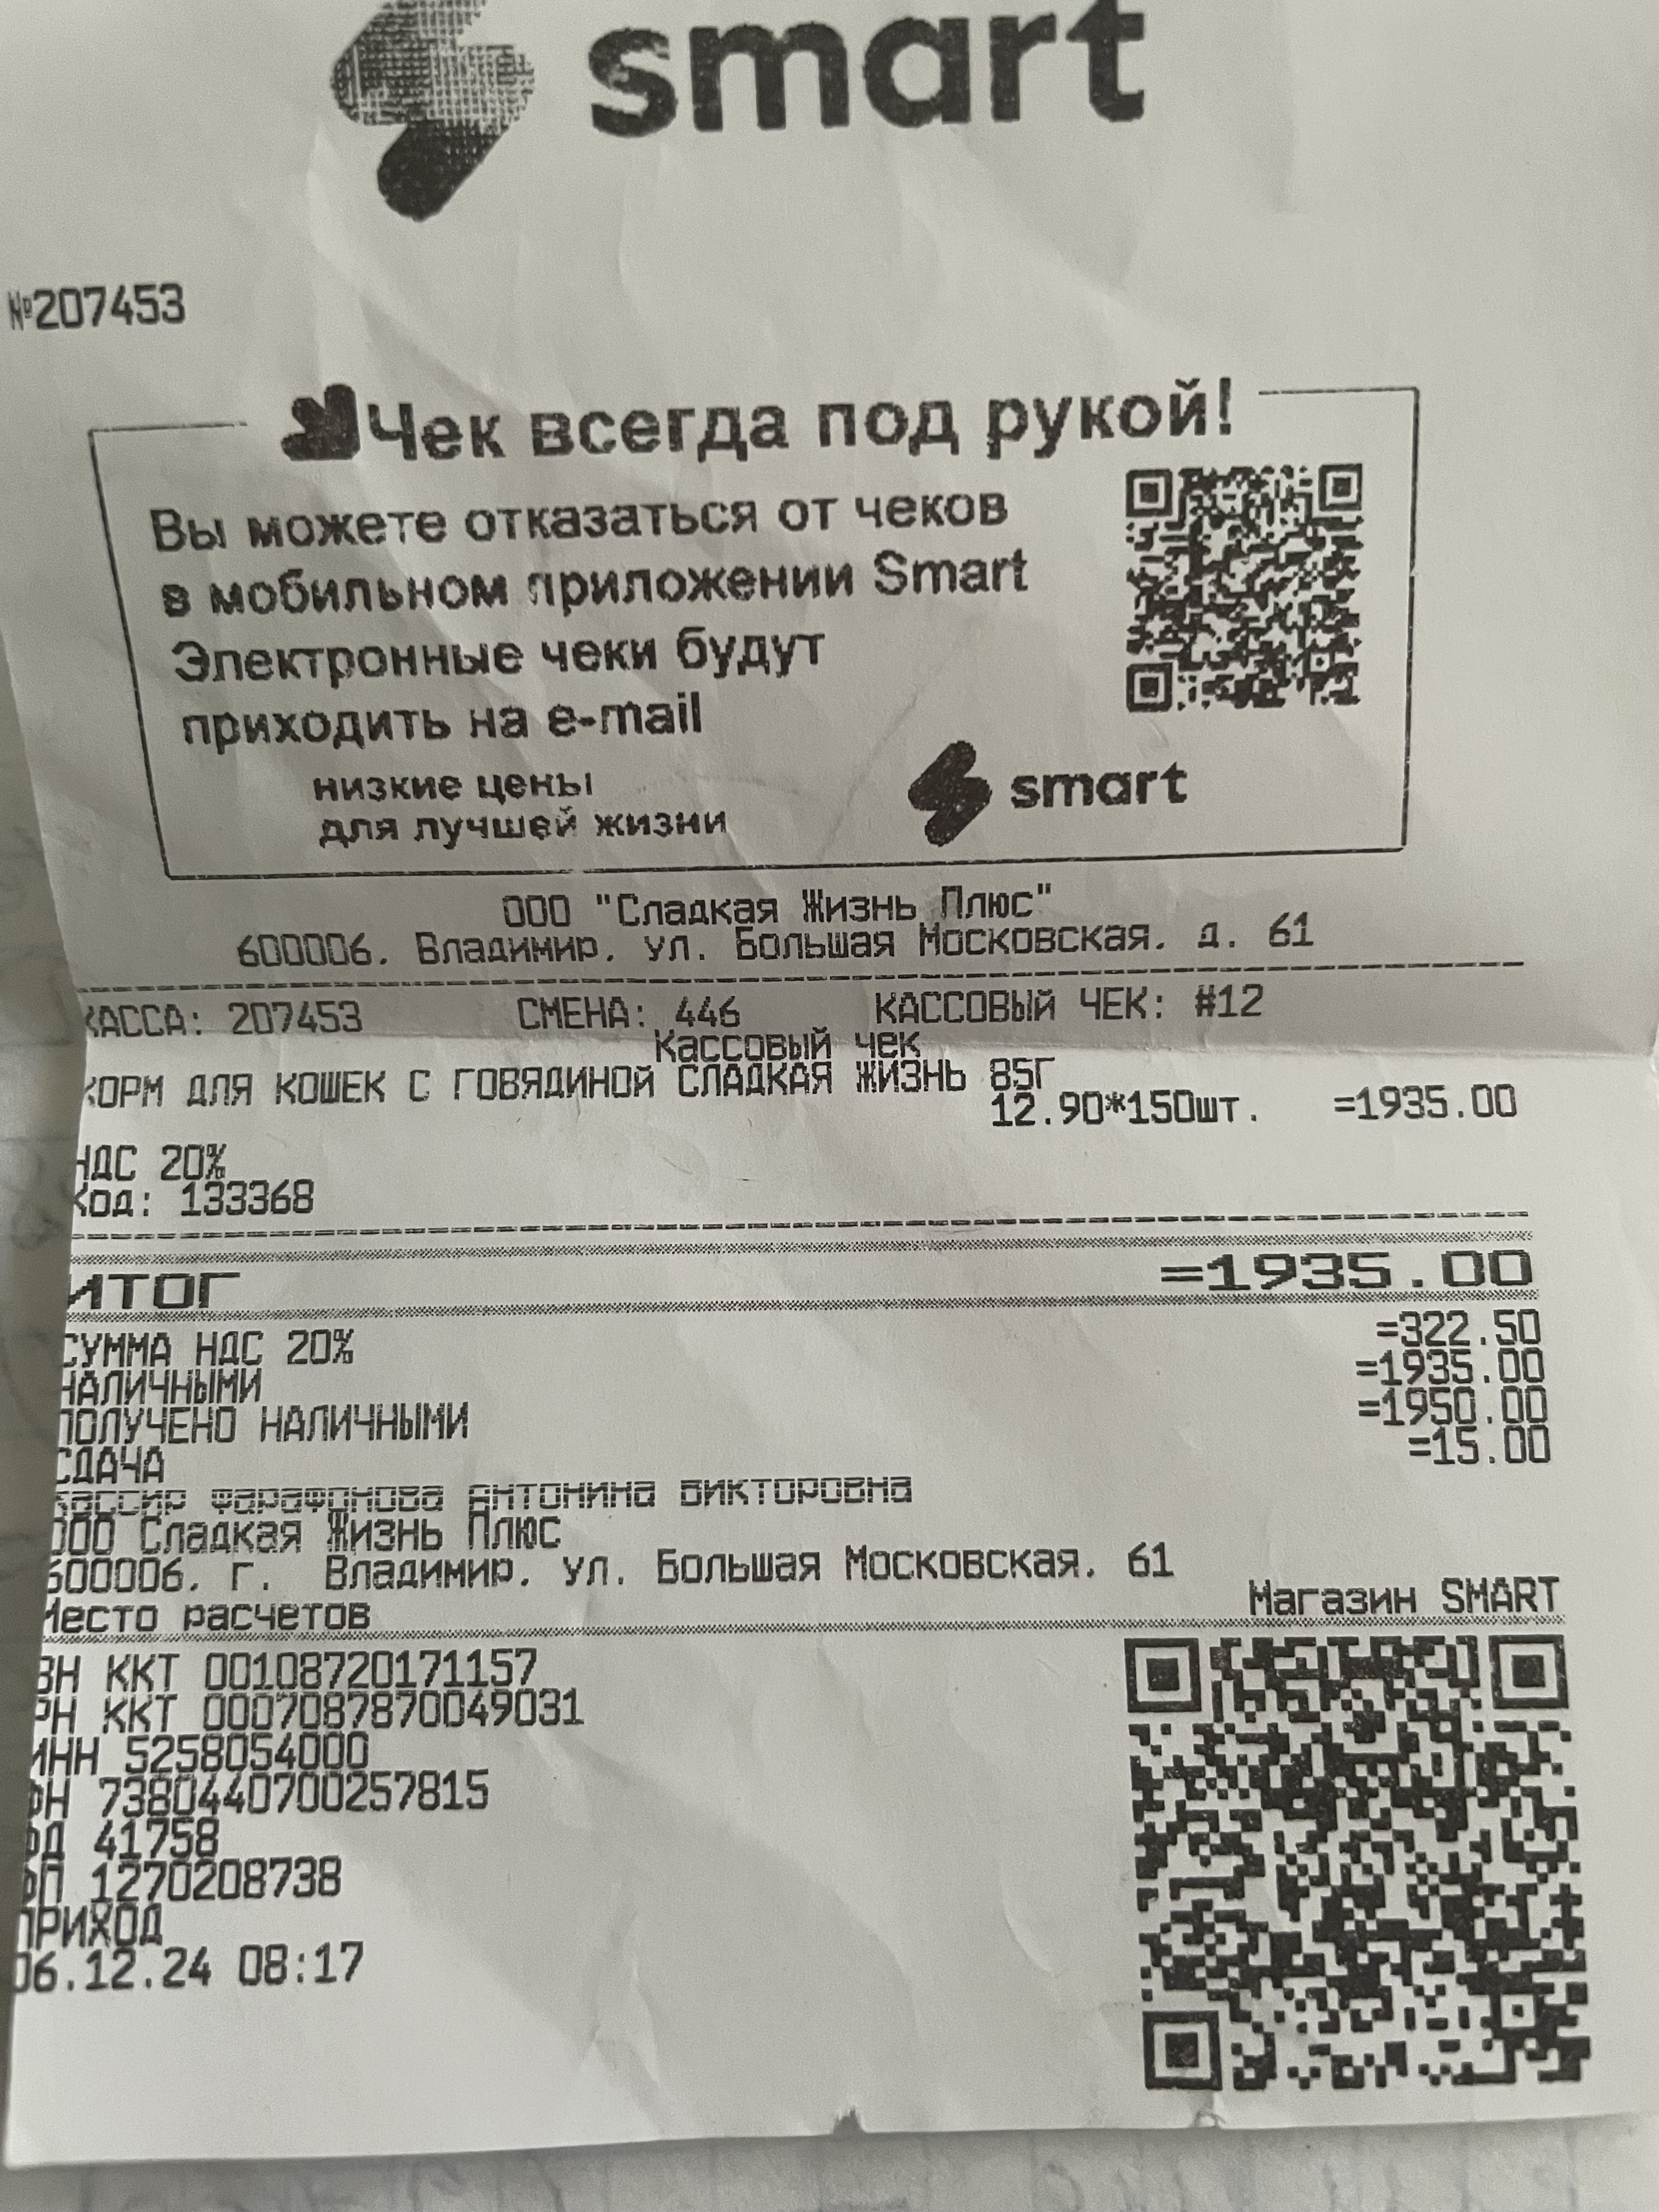 smart
№207453
Чек всегда под рукой!
Вы можете отказаться от чеков
в мобильном приложении Smart
Электронные чеки будут
приходить на e-mail
низкие цены
для лучшей жизни
smart
ООО "Сладкая Жизнь Плюс"
600006, Владимир, ул. Большая Московская, д. 61
КАССА: 207453 СМЕНА: 446 КАССОВЫЙ ЧЕК: #12
Кассовый чек
КОРМ ДЛЯ КОШЕК С ГОВЯДИНОЙ СЛАДКАЯ ЖИЗНЬ 85Г
12.90*150шт. =1935.00
НДС 20%
Код: 133368
ИТОГ =1935.00
СУММА НДС 20% =322.50
НАЛИЧНЫМИ =1935.00
ПОЛУЧЕНО НАЛИЧНЫМИ =1950.00
СДАЧА =15.00
Кассир Фарафонова Антонина Викторовна
ООО Сладкая Жизнь Плюс
600006, г. Владимир, ул. Большая Московская, 61
Место расчетов Магазин SMART
ЗН ККТ 00108720171157
РН ККТ 0007087870049031
ИНН 5258054000
ФН 7380440700257815
ФД 41758
ФП 1270208738
ПРИХОД
06.12.24 08:17